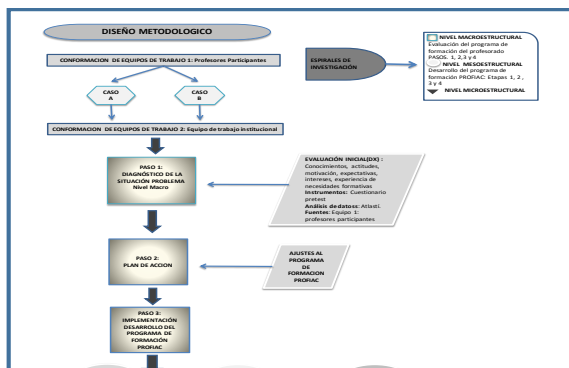 DISEÑO METODOLOGICO
CONFORMACION DE EQUIPOS DE TRABAJO 1: Profesores Participantes
CASO
A
CASO
B
CONFORMACION DE EQUIPOS DE TRABAJO 2: Equipo de trabajo institucional
ESPIRALES DE
INVESTIGACIÓN
NIVEL MACROESTRUCTURAL
Evaluación del programa de
formación del profesorado
PASOS: 1, 2,3 y 4
NIVEL MESOESTRUCTURAL
Desarrollo del programa de
formación PROFIAC: Etapas 1, 2 ,
3 y 4
NIVEL MICROESTRUCTURAL
PASO 1:
DIAGNÓSTICO DE LA
SITUACIÓN PROBLEMA
Nivel Macro
EVALUACIÓN INICIAL(DX) :
Conocimientos, actitudes,
motivación, expectativas,
intereses, experiencia de
necesidades formativas
Instrumentos: Cuestionario
pretest
Análisis de datoss: Atlasti.
Fuentes: Equipo 1:
profesores participantes
PASO 2:
PLAN DE ACCION
AJUSTES AL
PROGRAMA
DE
FORMACION
PROFIAC
PASO 3:
IMPLEMENTACIÓN
DESARROLLO DEL
PROGRAMA DE
FORMACIÓN
PROFIAC